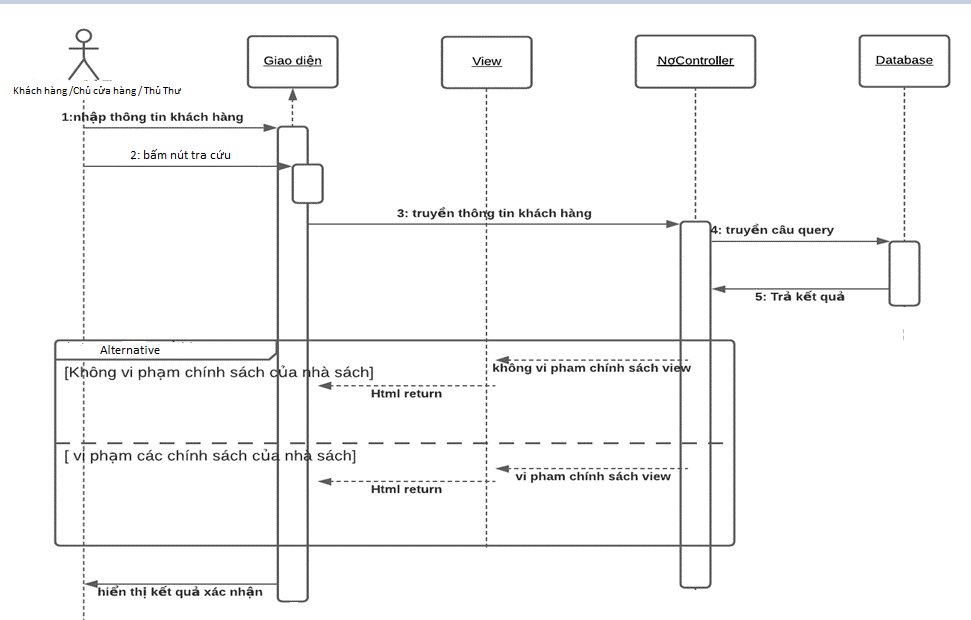 Giao diện
View
NợController
Database
Khách hàng /Chủ cửa hàng / Thủ Thư
1:nhập thông tin khách hàng
2: bấm nút tra cứu
3: truyền thông tin khách hàng
4: truyền câu query
5: Trả kết quả
Alternative
[Không vi phạm chính sách của nhà sách]
không vi pham chính sách view
Html return
[ vi phạm các chính sách của nhà sách]
vi pham chính sách view
Html return
hiển thị kết quả xác nhận